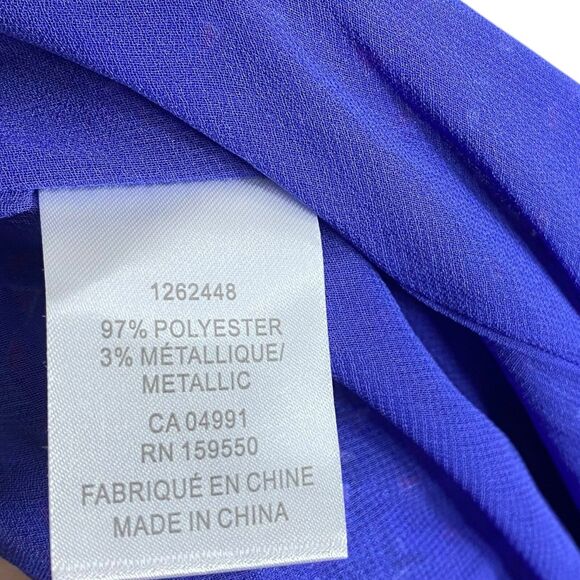 1262448
97% POLYESTER
3% MÉTALLIQUE/
METALLIC
CA 04991
RN 159550
FABRIQUÉ EN CHINE
MADE IN CHINA